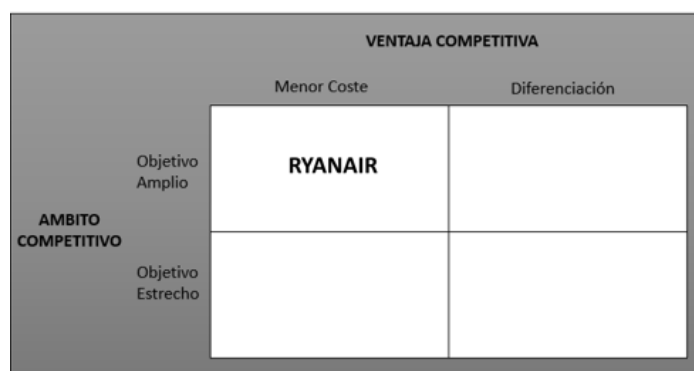 VENTAJA COMPETITIVA
Menor Coste
Diferenciación
Objetivo
Amplio
RYANAIR
AMBITO
COMPETITIVO
Objetivo
Estrecho